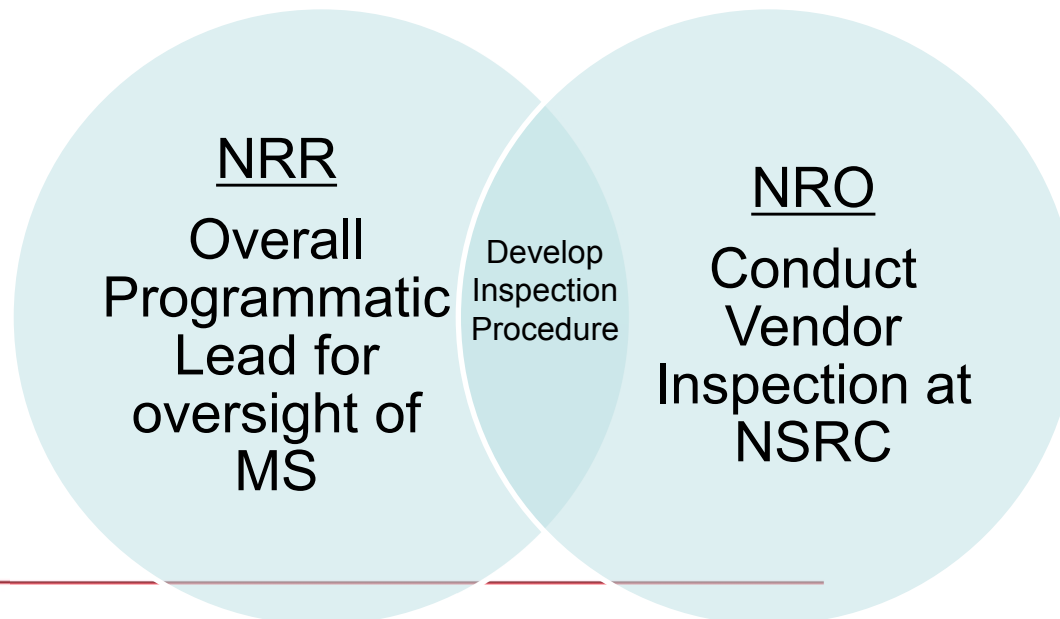 NRR
Overall
Programmatic
Lead for
oversight of
MS
Develop
Inspection
Procedure
NRO
Conduct
Vendor
Inspection at
NSRC